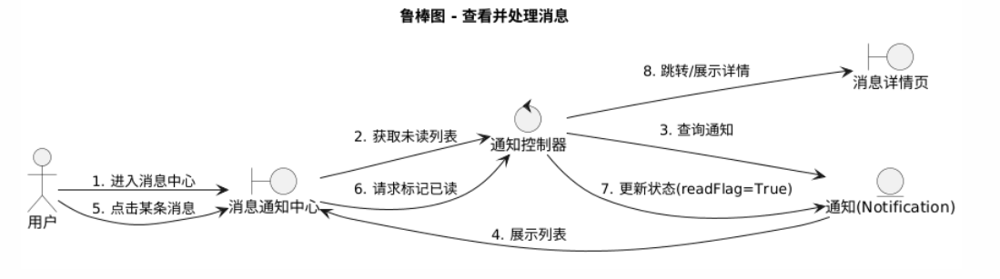 鲁棒图 - 查看并处理消息
8. 跳转/展示详情
消息详情页
2. 获取未读列表
通知控制器
3. 查询通知
1. 进入消息中心
6. 请求标记已读
7. 更新状态(readFlag=True)
5. 点击某条消息
消息通知中心
通知(Notification)
用户
4. 展示列表